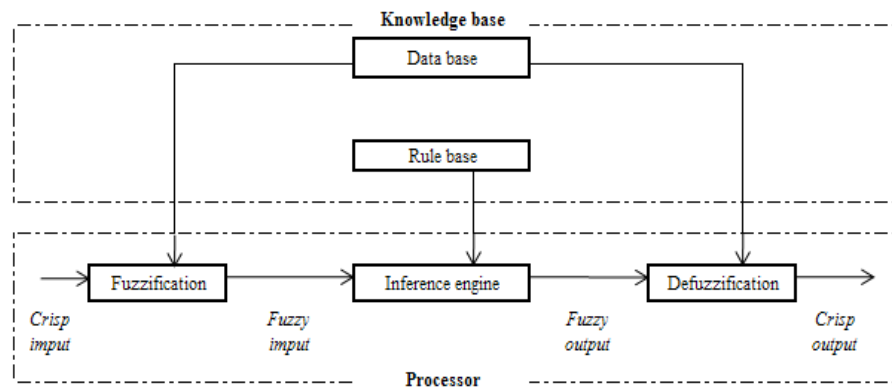 Knowledge base
Data base
Rule base
Fuzzification
Inference engine
Defuzzification
Crisp
imput
Fuzzy
imput
Fuzzy
output
Crisp
output
Processor